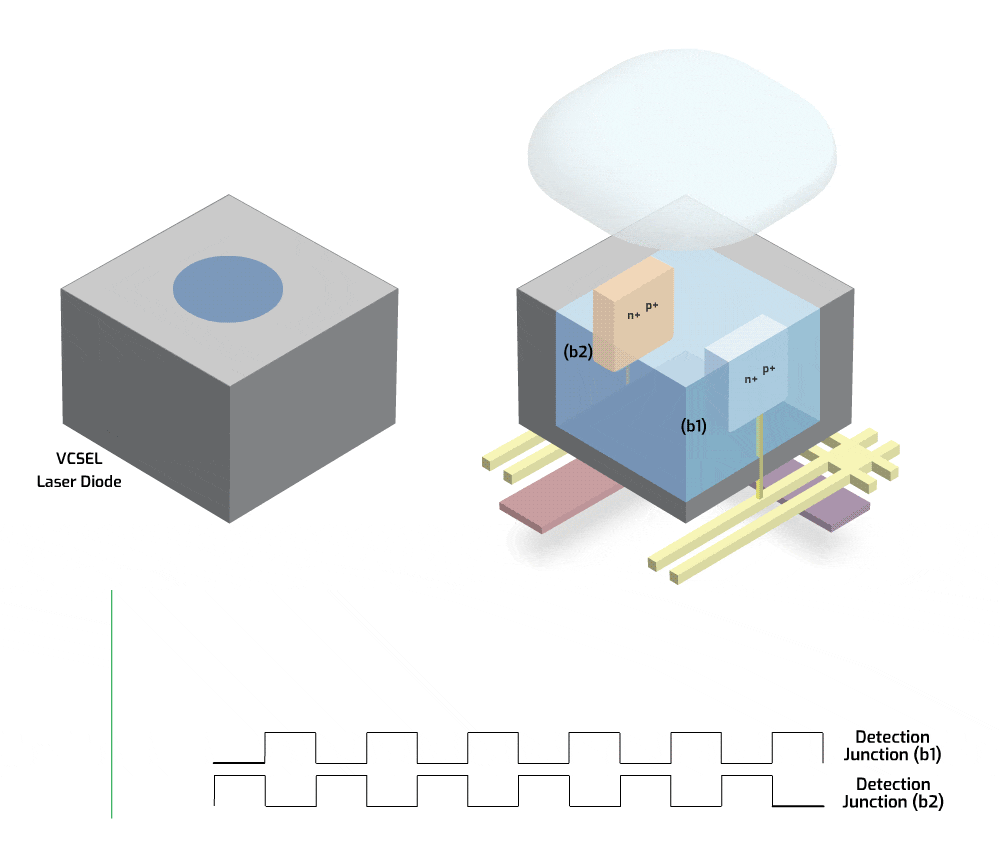 n+ p+
(b2)
n+ p+
(b1)
VCSEL
Laser Diode
Detection
Junction (b1)
Detection
Junction (b2)